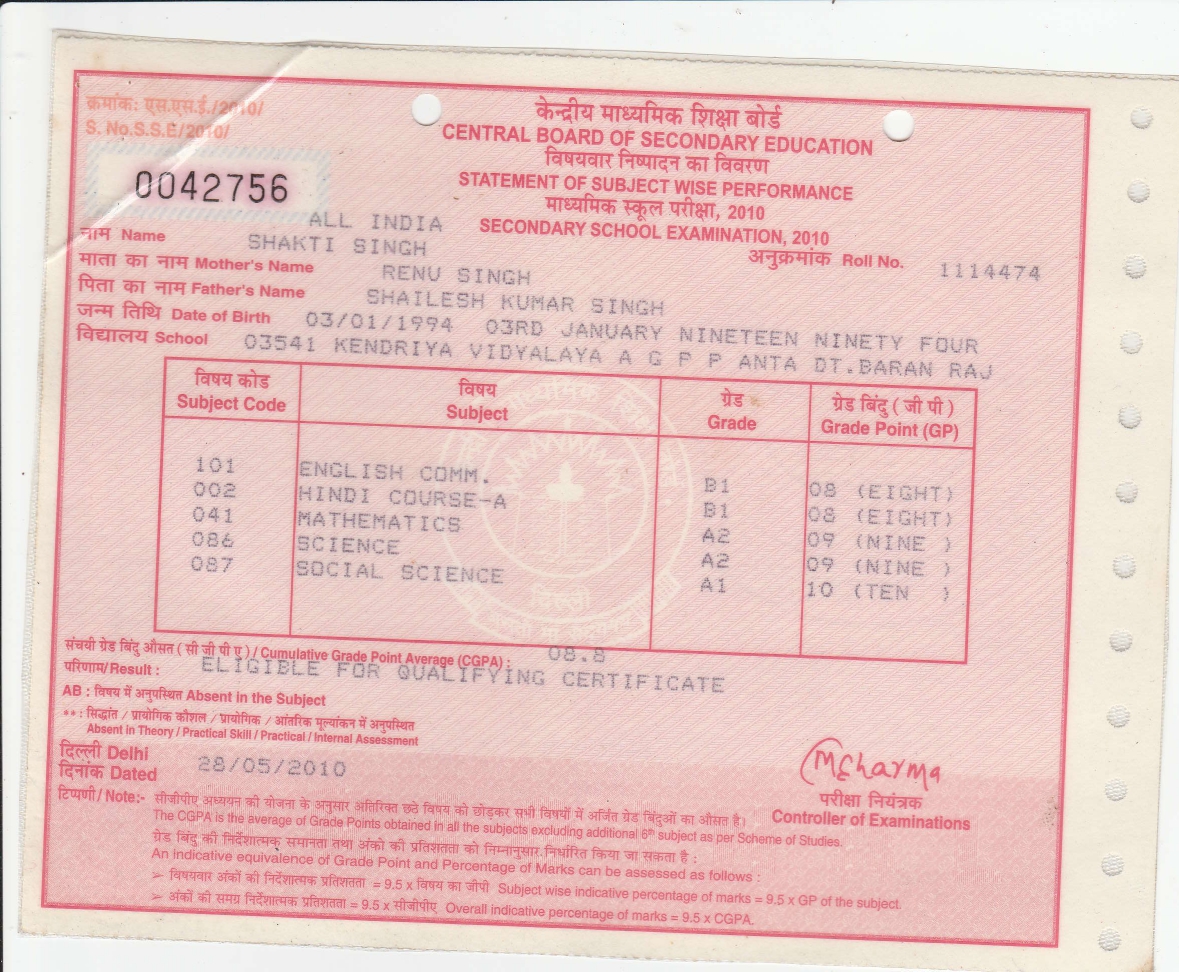 क्रमांक: एस.एस.ई./2010/
S. No.S.S.E/2010/
0042756
केन्द्रीय माध्यमिक शिक्षा बोर्ड
CENTRAL BOARD OF SECONDARY EDUCATION
विषयवार निष्पादन का विवरण
STATEMENT OF SUBJECT WISE PERFORMANCE
माध्यमिक स्कूल परीक्षा, 2010
SECONDARY SCHOOL EXAMINATION, 2010
ALL INDIA
नाम Name SHAKTI SINGH
अनुक्रमांक Roll No. 1114474
माता का नाम Mother's Name RENU SINGH
पिता का नाम Father's Name SHAILESH KUMAR SINGH
जन्म तिथि Date of Birth 03/01/1994 03RD JANUARY NINETEEN NINETY FOUR
विद्यालय School 03541 KENDRIYA VIDYALAYA A G P P ANTA DT.BARAN RAJ
विषय कोड विषय ग्रेड ग्रेड बिंदु ( जी पी )
Subject Code Subject Grade Grade Point (GP)
101 ENGLISH COMM. B1 08 (EIGHT)
002 HINDI COURSE-A B1 08 (EIGHT)
041 MATHEMATICS A2 09 (NINE )
086 SCIENCE A2 09 (NINE )
087 SOCIAL SCIENCE A1 10 (TEN )
संचयी ग्रेड बिंदु औसत ( सी जी पी ए ) / Cumulative Grade Point Average (CGPA) : 08.8
परिणाम/Result : ELIGIBLE FOR QUALIFYING CERTIFICATE
AB : विषय में अनुपस्थित Absent in the Subject
** : सिद्धांत / प्रायोगिक कौशल / प्रायोगिक / आंतरिक मूल्यांकन में अनुपस्थित
Absent in Theory / Practical Skill / Practical / Internal Assessment
दिल्ली Delhi
दिनांक Dated 28/05/2010
परीक्षा नियंत्रक
Controller of Examinations
टिप्पणी/ Note:- सीजीपीए अध्ययन की योजना के अनुसार अतिरिक्त छठे विषय को छोड़कर सभी विषयों में अर्जित ग्रेड बिंदुओं का औसत है।
The CGPA is the average of Grade Points obtained in all the subjects excluding additional 6th subject as per Scheme of Studies.
ग्रेड बिंदु की निर्देशात्मक समानता तथा अंको की प्रतिशतता को निम्नानुसार निर्धारित किया जा सकता है :
An indicative equivalence of Grade Point and Percentage of Marks can be assessed as follows :
➢ विषयवार अंकों की निर्देशात्मक प्रतिशतता = 9.5 x विषय का जीपी Subject wise indicative percentage of marks = 9.5 x GP of the subject.
➢ अंकों की समग्र निर्देशात्मक प्रतिशतता = 9.5 x सीजीपीए Overall indicative percentage of marks = 9.5 x CGPA.